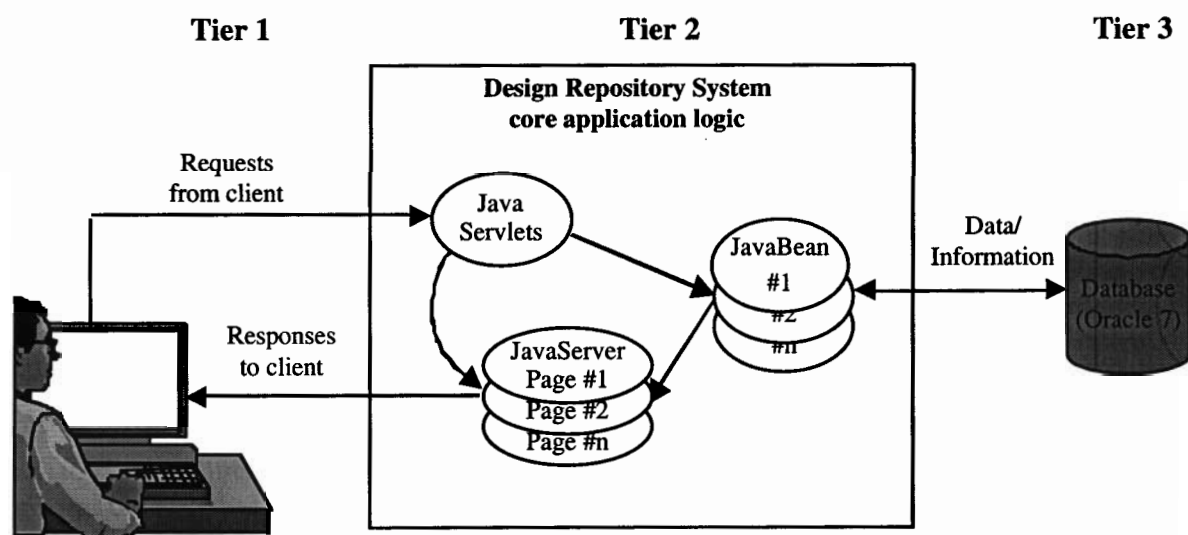 Tier 1
Tier 2
Tier 3
Design Repository System
core application logic
Requests
from client
Java
Servlets
JavaBean
#1
#2
#n
Data/
Information
Database
(Oracle 7)
Responses
to client
JavaServer
Page #1
Page #2
Page #n